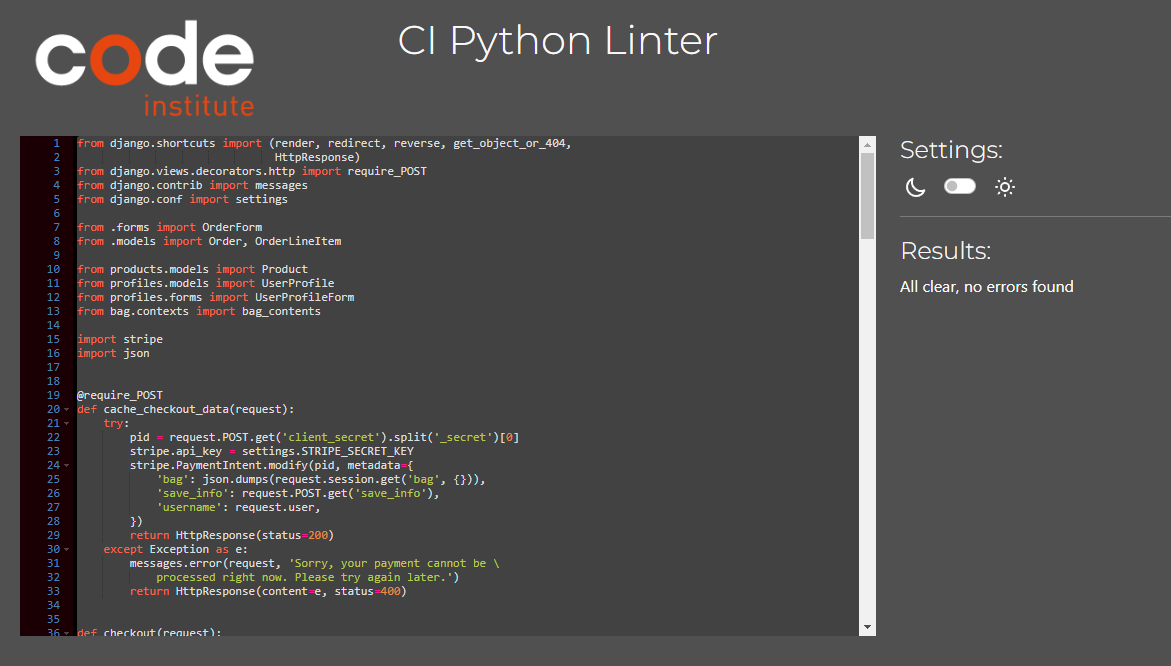 code
institute
CI Python Linter
1 from django.shortcuts import (render, redirect, reverse, get_object_or_404,
2                               HttpResponse)
3 from django.views.decorators.http import require_POST
4 from django.contrib import messages
5 from django.conf import settings
6
7 from .forms import OrderForm
8 from .models import Order, OrderLineItem
9
10 from products.models import Product
11 from profiles.models import UserProfile
12 from profiles.forms import UserProfileForm
13 from bag.contexts import bag_contents
14
15 import stripe
16 import json
17
18
19 @require_POST
20 def cache_checkout_data(request):
21     try:
22         pid = request.POST.get('client_secret').split('_secret')[0]
23         stripe.api_key = settings.STRIPE_SECRET_KEY
24         stripe.PaymentIntent.modify(pid, metadata={
25             'bag': json.dumps(request.session.get('bag', {})),
26             'save_info': request.POST.get('save_info'),
27             'username': request.user,
28         })
29         return HttpResponse(status=200)
30     except Exception as e:
31         messages.error(request, 'Sorry, your payment cannot be \
32             processed right now. Please try again later.')
33         return HttpResponse(content=e, status=400)
34
35
36 def checkout(request):
Settings:
Results:
All clear, no errors found